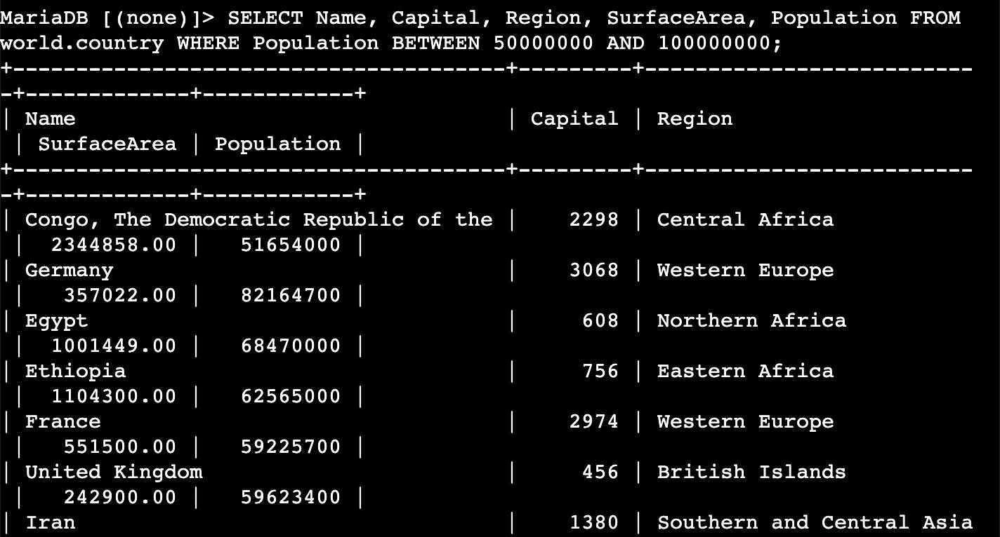 MariaDB [(none)]> SELECT Name, Capital, Region, SurfaceArea, Population FROM
world.country WHERE Population BETWEEN 50000000 AND 100000000;
+---------------------------------------+---------+--------------------------
-+-------------+------------+
| Name                                  | Capital | Region
 | SurfaceArea | Population |
+---------------------------------------+---------+--------------------------
-+-------------+------------+
| Congo, The Democratic Republic of the |    2298 | Central Africa
 |  2344858.00 |   51654000 |
| Germany                               |    3068 | Western Europe
 |   357022.00 |   82164700 |
| Egypt                                 |     608 | Northern Africa
 |  1001449.00 |   68470000 |
| Ethiopia                              |     756 | Eastern Africa
 |  1104300.00 |   62565000 |
| France                                |    2974 | Western Europe
 |   551500.00 |   59225700 |
| United Kingdom                        |     456 | British Islands
 |   242900.00 |   59623400 |
| Iran                                  |    1380 | Southern and Central Asia